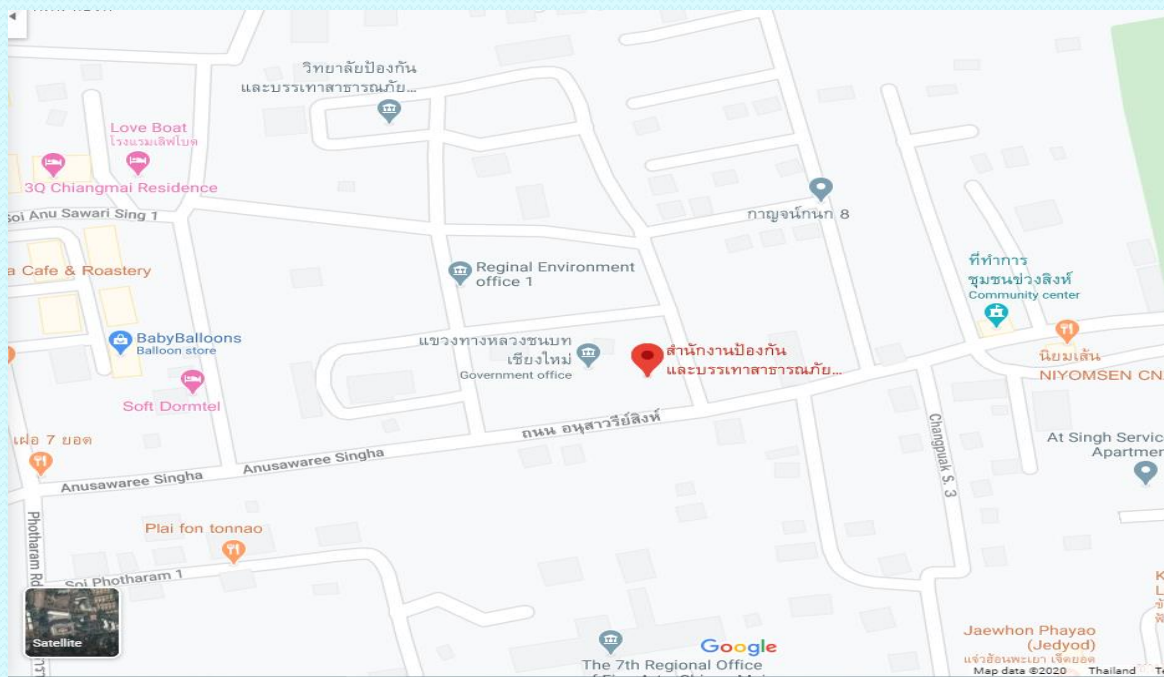 วิทยาลัยป้องกัน
และบรรเทาสาธารณภัย...
Love Boat
โรงแรมเลิฟโบ๊ต
3Q Chiangmai Residence
Soi Anu Sawari Sing 1
กาญจน์กนก 8
a Cafe & Roastery
Reginal Environment
office 1
ที่ทำการ
ชุมชนข่วงสิงห์
Community center
BabyBalloons
Balloon store
แขวงทางหลวงชนบท
เชียงใหม่
Government office
สำนักงานป้องกัน
และบรรเทาสาธารณภัย...
นิยมเส้น
NIYOMSEN CN
Soft Dormtel
ถนน อนุสาวรีย์สิงห์
เฝอ 7 ยอด
Anusawaree Singha
Anusawaree Singha
Changpuak S. 3
At Singh Servic
Apartmen
Plai fon tonnao
Photharam Rd
Soi Photharam 1
Satellite
Google
The 7th Regional Office
Jaewhon Phayao
(Jedyod)
แจ่วฮ้อนพะเยา เจ็ดยอด
Map data ©2020 Thailand Te